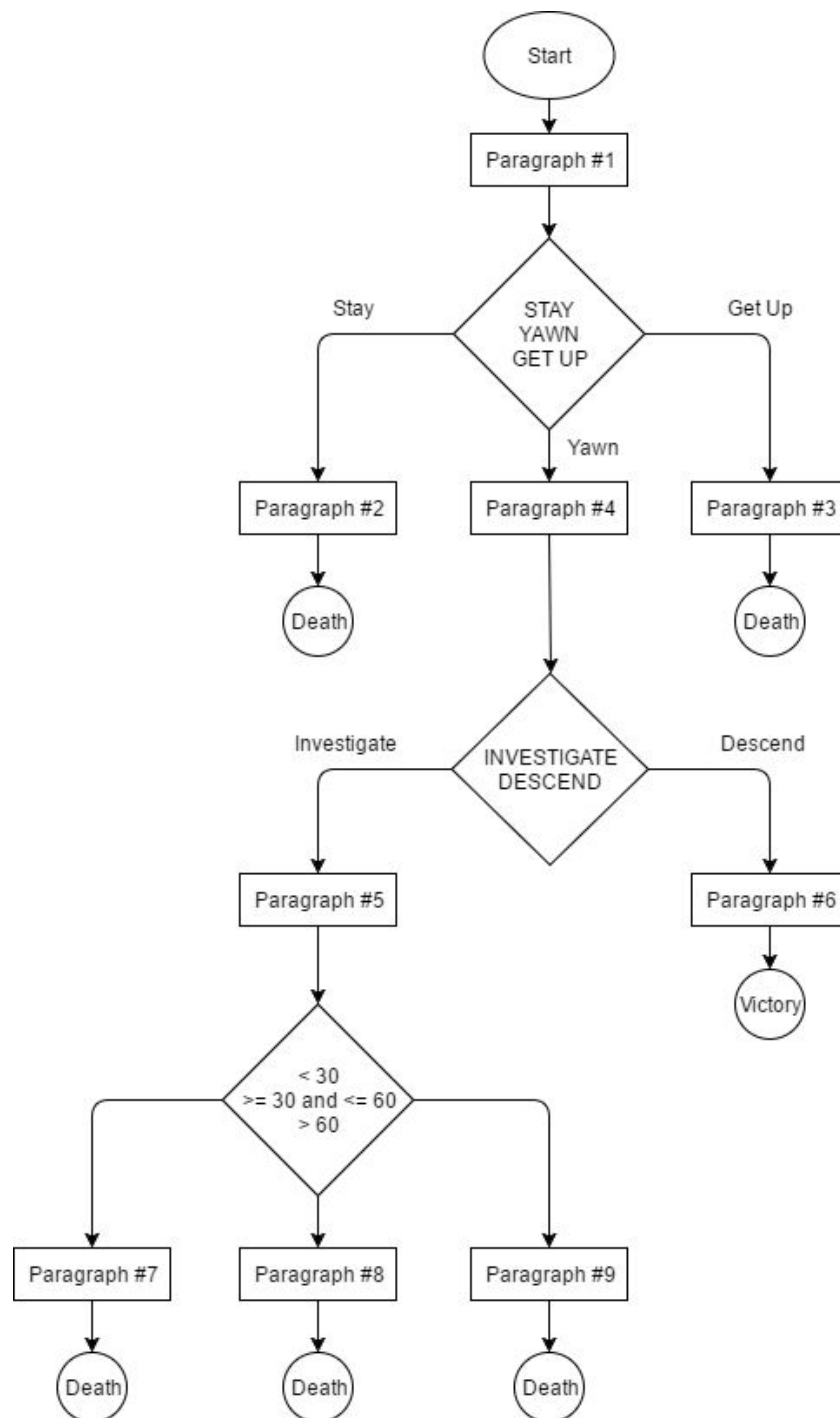 Start
Paragraph #1
Stay
STAY
YAWN
GET UP
Get Up
Yawn
Paragraph #2
Paragraph #4
Paragraph #3
Death
Death
Investigate
INVESTIGATE
DESCEND
Descend
Paragraph #5
Paragraph #6
Victory
< 30
>= 30 and <= 60
> 60
Paragraph #7
Paragraph #8
Paragraph #9
Death
Death
Death